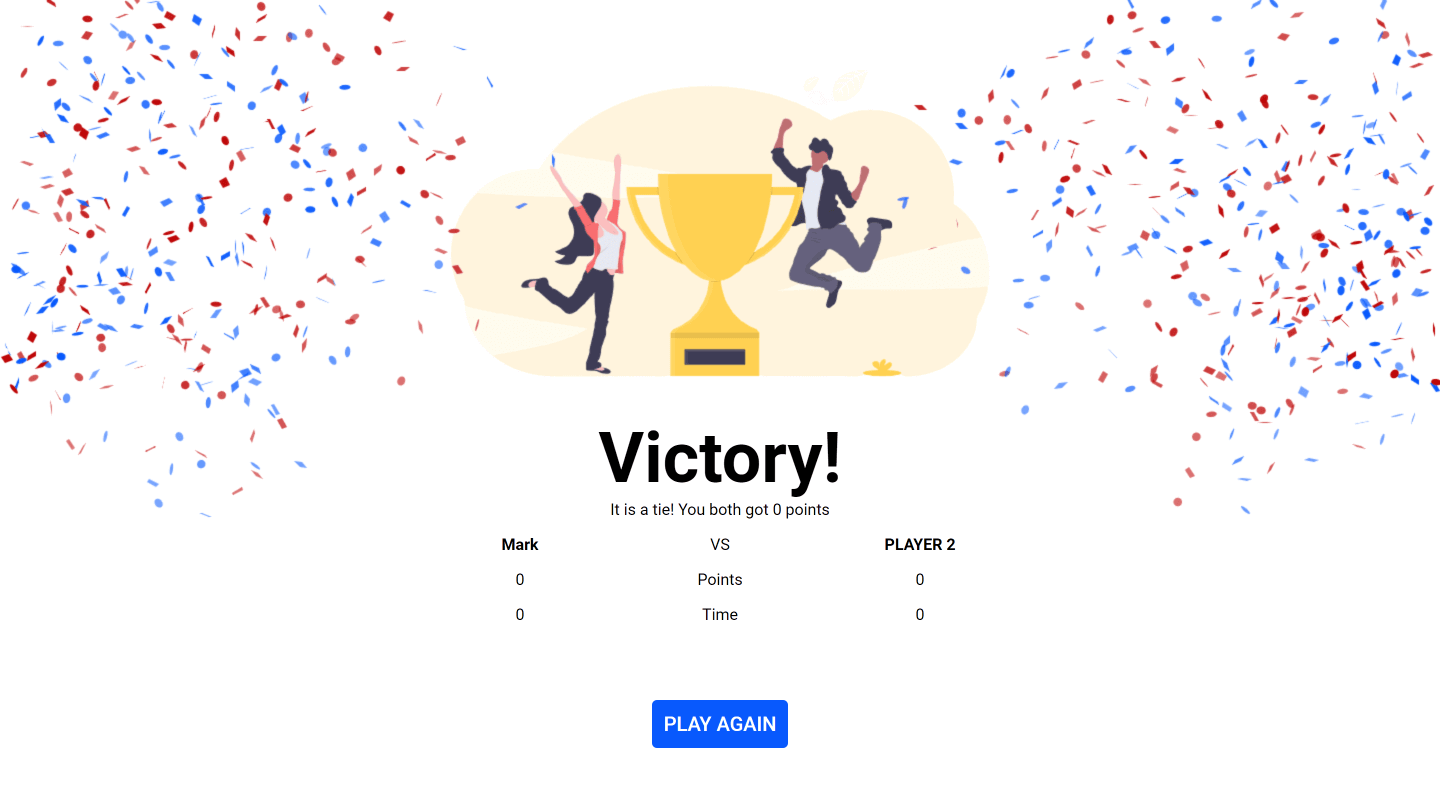 Victory!
It is a tie! You both got 0 points
Mark VS PLAYER 2
0 Points 0
0 Time 0
PLAY AGAIN